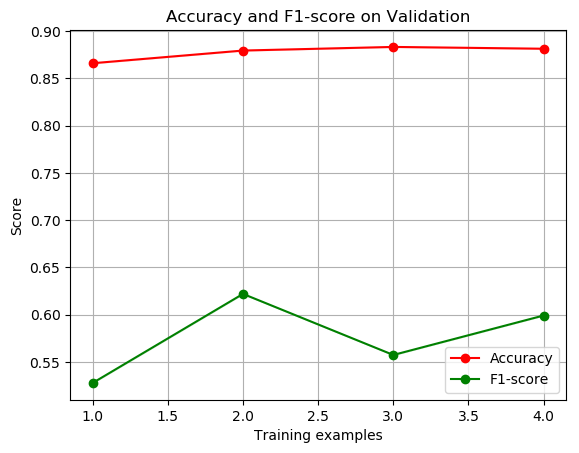 Accuracy and F1-score on Validation
0.90
0.85
0.80
0.75
0.70
0.65
0.60
0.55
Score
1.0 1.5 2.0 2.5 3.0 3.5 4.0
Training examples
Accuracy
F1-score